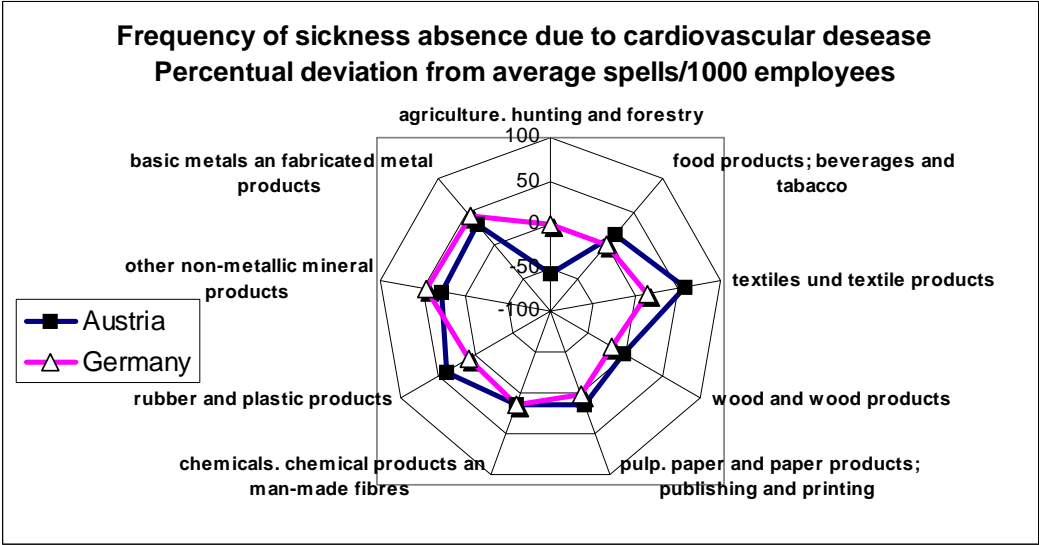 Frequency of sickness absence due to cardiovascular desease
Percentual deviation from average spells/1000 employees
agriculture. hunting and forestry
100
50
0
-50
-100
food products; beverages and
tabacco
textiles und textile products
wood and wood products
pulp. paper and paper products;
publishing and printing
chemicals. chemical products an
man-made fibres
rubber and plastic products
other non-metallic mineral
products
basic metals an fabricated metal
products
Austria
Germany